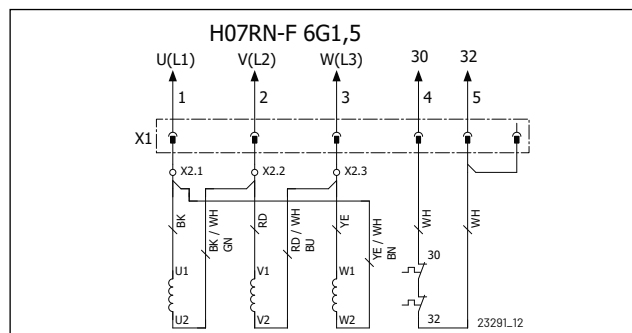 H07RN-F 6G1,5
U(L1) V(L2) W(L3) 30 32
1 2 3 4 5
X1
X2.1 X2.2 X2.3
BK
BK / WH
GN
RD
RD / WH
BU
YE
YE / WH
BN
WH
WH
U1 V1 W1 30
U2 V2 W2 32
23291_12